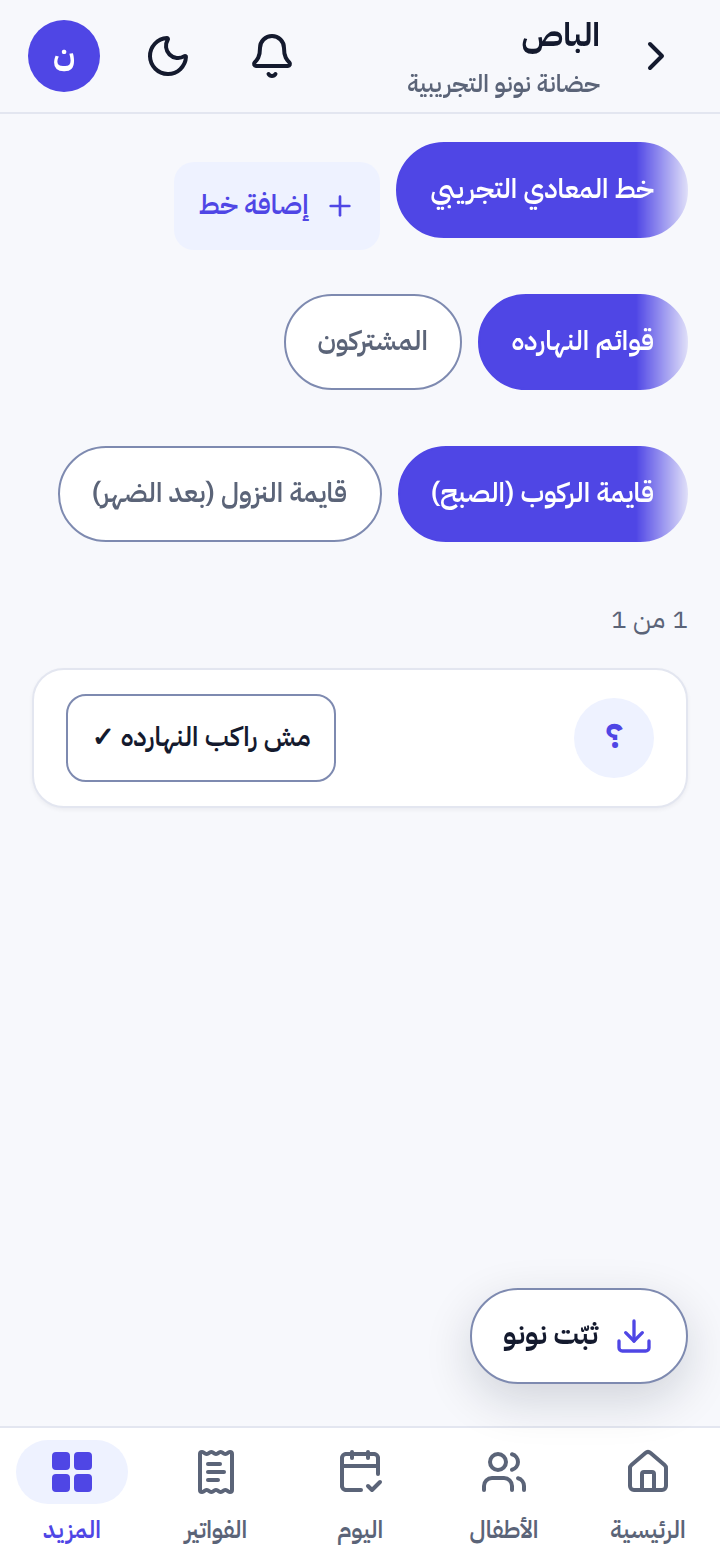 الباص
حضانة نونو التجريبية
ن
خط المعادي التجريبي
إضافة خط
قوائم النهارده
المشتركون
قايمة الركوب (الصبح)
قايمة النزول (بعد الضهر)
1 من 1
؟
مش راكب النهارده ✓
ثبّت نونو
الرئيسية
الأطفال
اليوم
الفواتير
المزيد